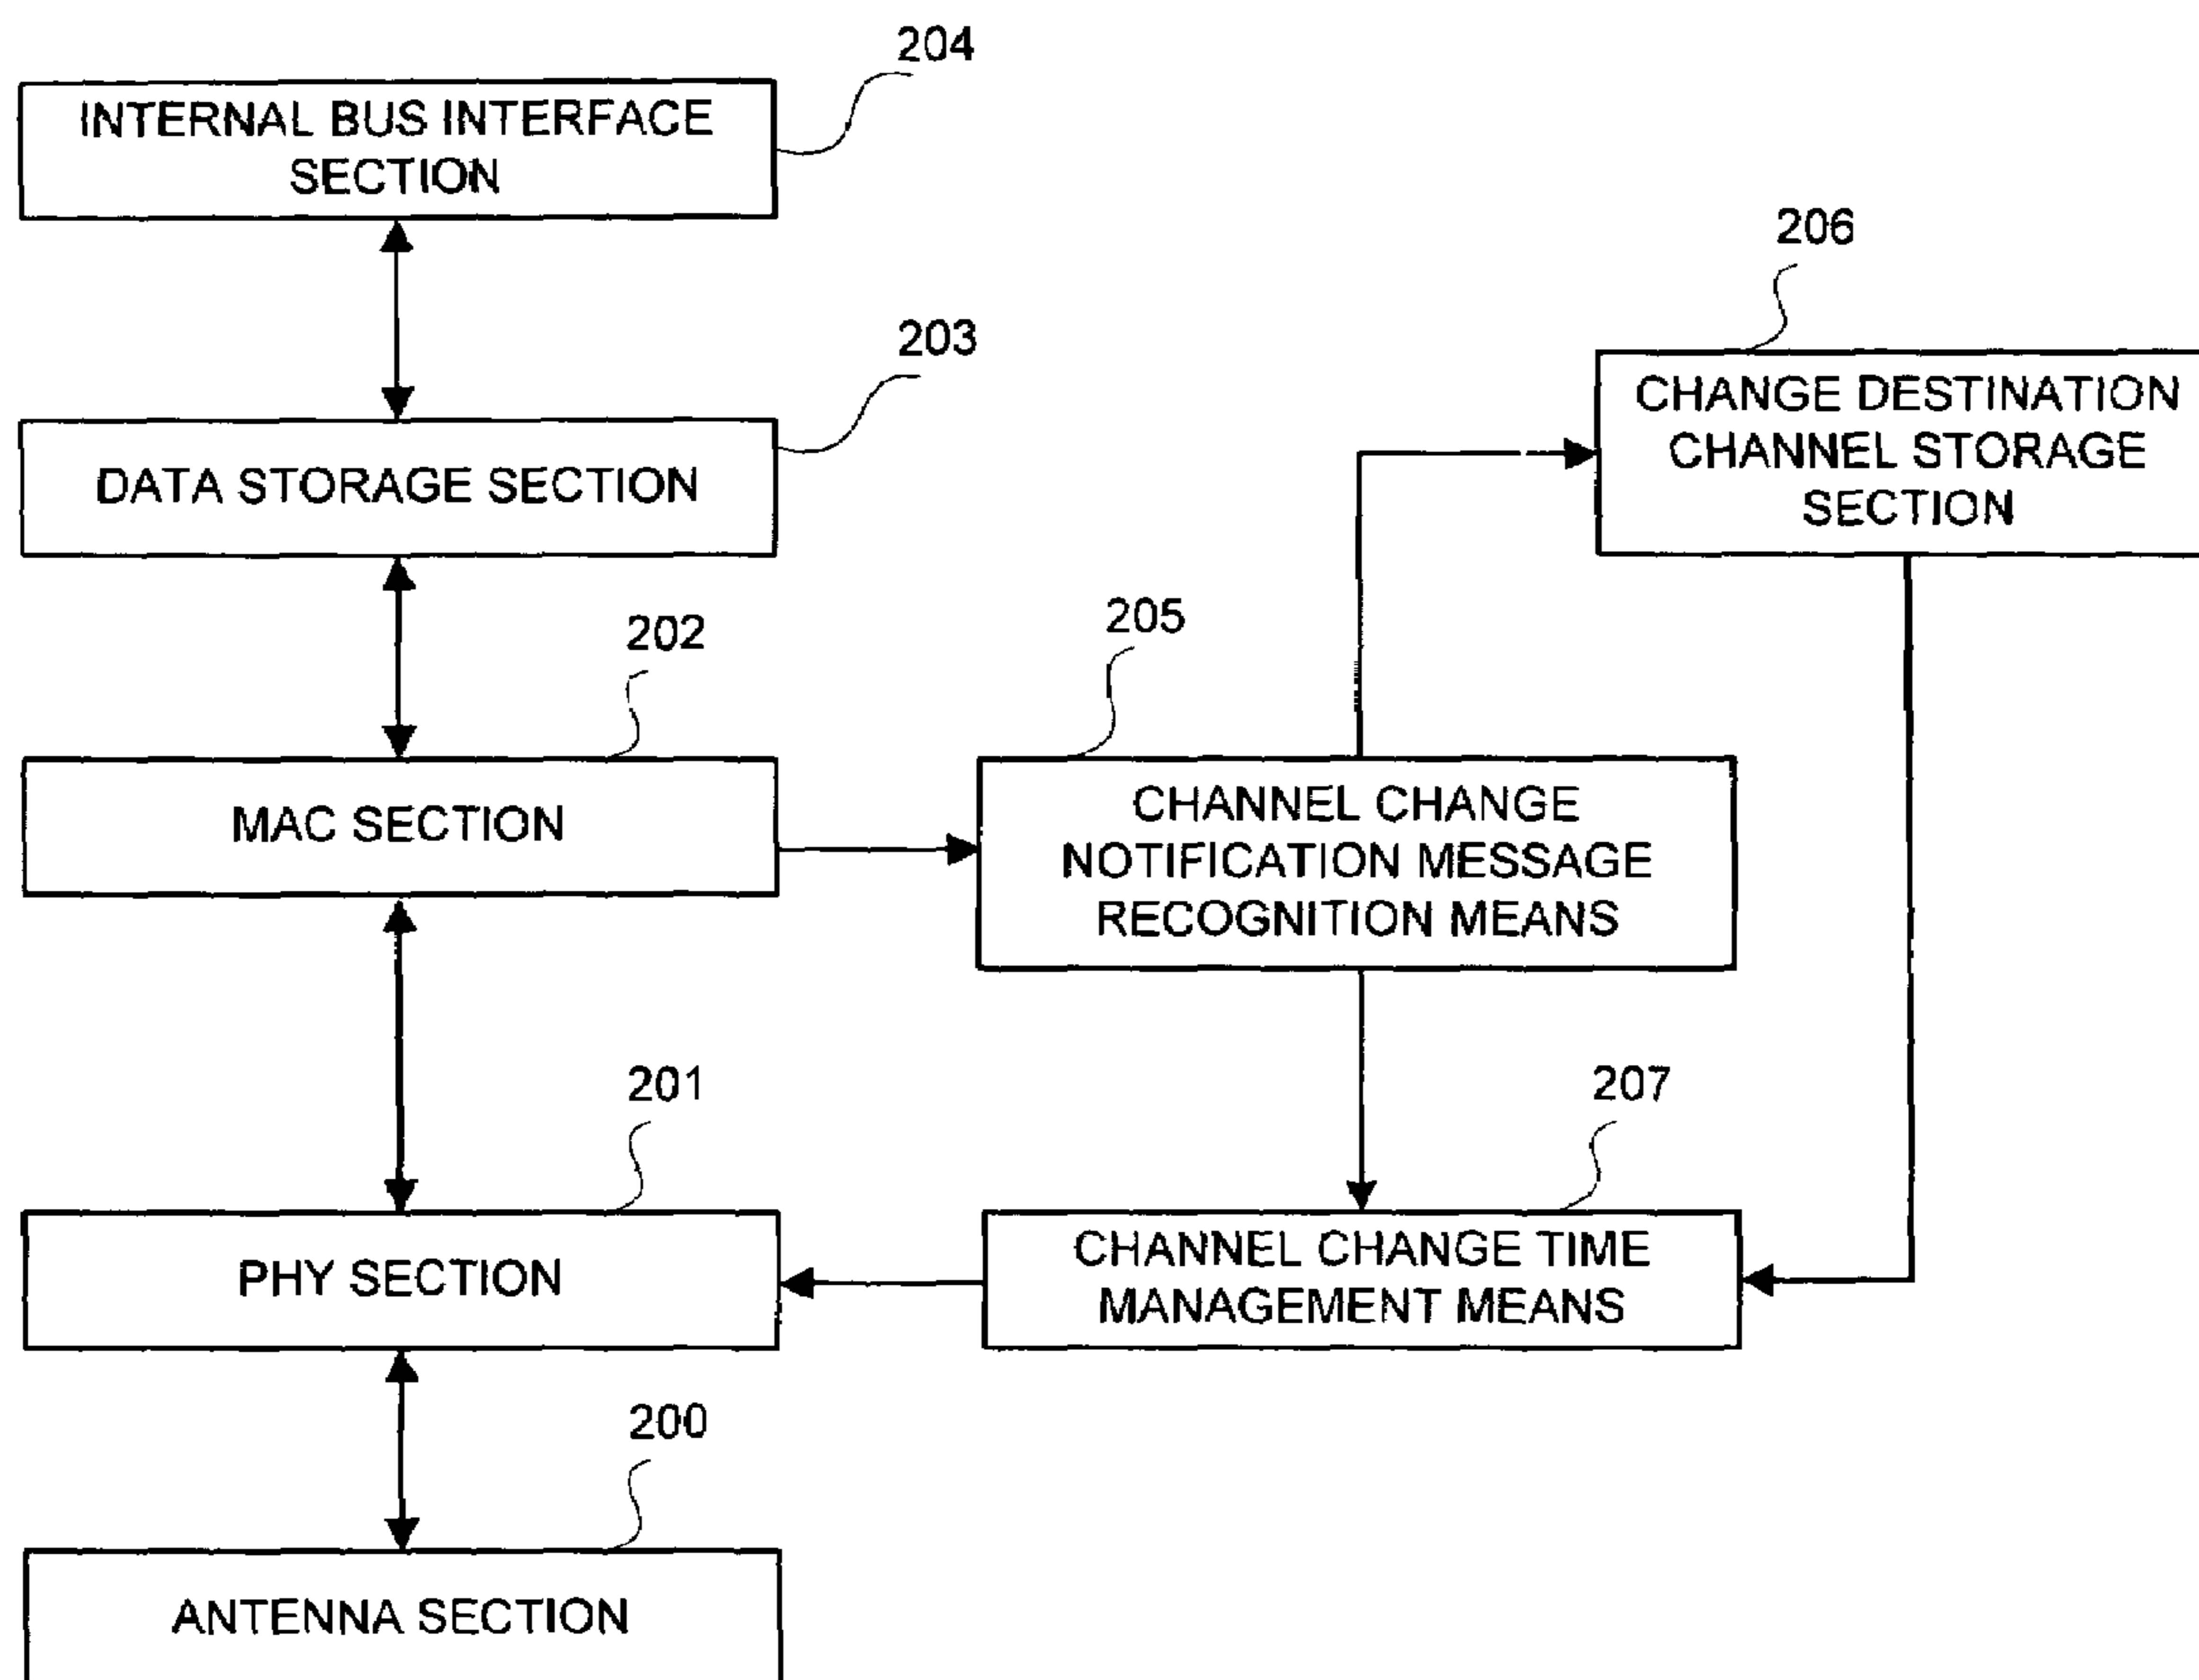 204
INTERNAL BUS INTERFACE
SECTION
206
203
CHANGE DESTINATION
CHANNEL STORAGE
SECTION
DATA STORAGE SECTION
202
205
MAC SECTION
CHANNEL CHANGE
NOTIFICATION MESSAGE
RECOGNITION MEANS
201
207
PHY SECTION
CHANNEL CHANGE TIME
MANAGEMENT MEANS
200
ANTENNA SECTION